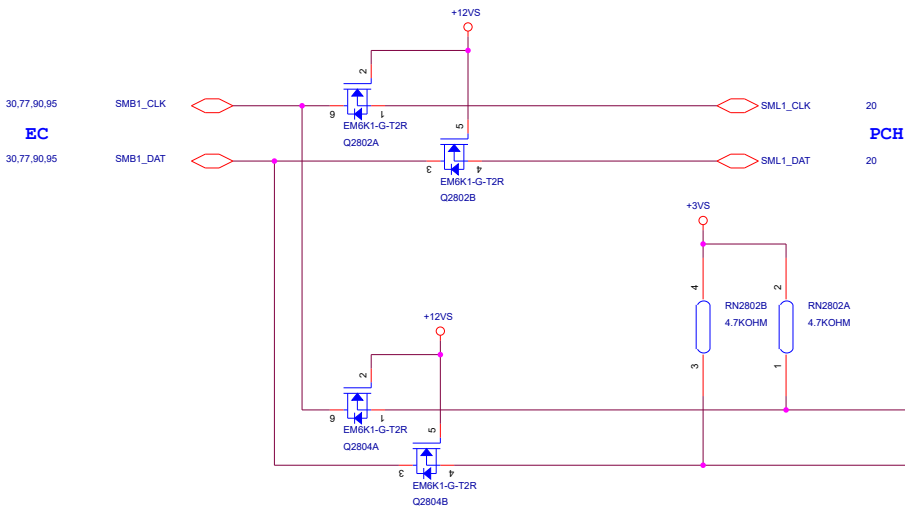 +12VS
2
30,77,90,95 SMB1_CLK SML1_CLK 20
6 1
EM6K1-G-T2R
Q2802A
EC 5 PCH
30,77,90,95 SMB1_DAT SML1_DAT 20
3 4
EM6K1-G-T2R
Q2802B
+3VS
4 2
RN2802B RN2802A
4.7KOHM 4.7KOHM
3 1
+12VS
2
6 1
EM6K1-G-T2R
Q2804A
5
3 4
EM6K1-G-T2R
Q2804B